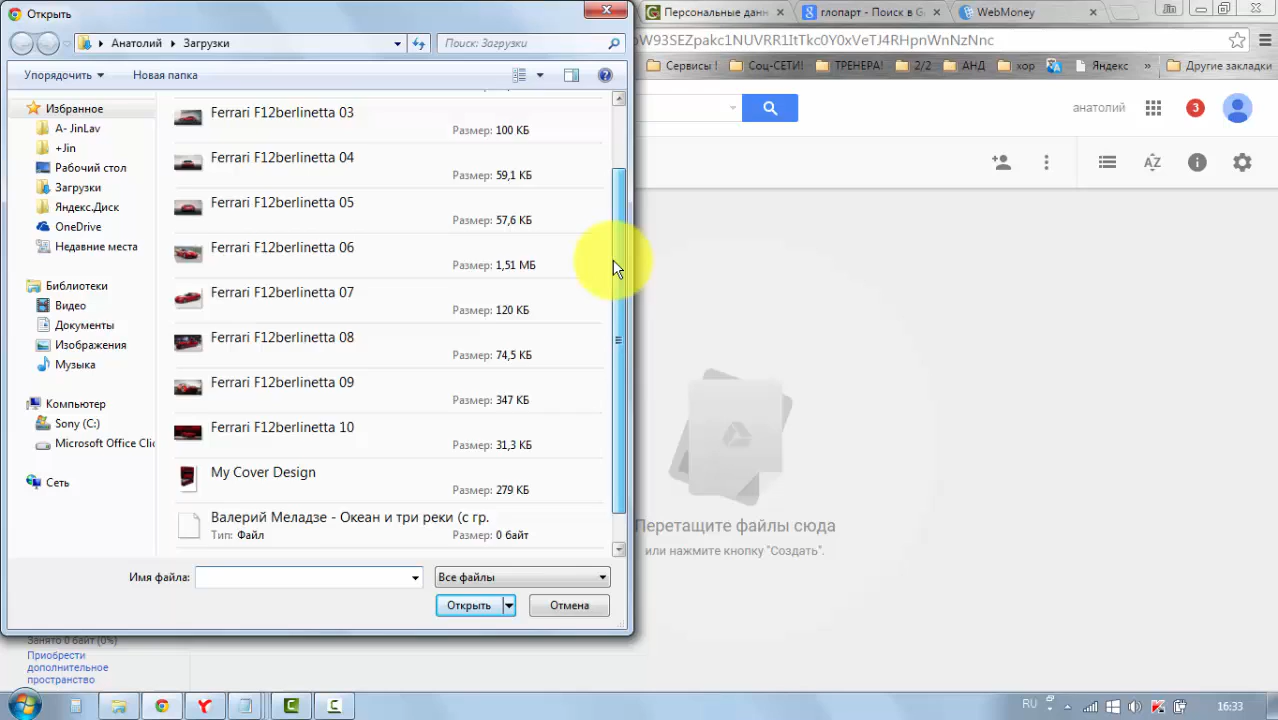 Открыть
Персональные дан
глопарт - Поиск в G
WebMoney
Анатолий
Загрузки
Поиск: Загрузки
oW93SEZpakc1NUVRR1ItTkc0Y0xVeTJ4RHpnWnNzNnc
Упорядочить
Новая папка
Сервисы !
Соц-СЕТИ!
ТРЕНЕРА!
2/2
АНД
хор
Яндекс
»
Другие закладки
анатолий
3
Избранное
A- JinLav
+Jin
Рабочий стол
Загрузки
Яндекс.Диск
OneDrive
Недавние места
Библиотеки
Видео
Документы
Изображения
Музыка
Компьютер
Sony (C:)
Microsoft Office Clic
Сеть
Ferrari F12berlinetta 03
Размер: 100 КБ
Ferrari F12berlinetta 04
Размер: 59,1 КБ
Ferrari F12berlinetta 05
Размер: 57,6 КБ
Ferrari F12berlinetta 06
Размер: 1,51 МБ
Ferrari F12berlinetta 07
Размер: 120 КБ
Ferrari F12berlinetta 08
Размер: 74,5 КБ
Ferrari F12berlinetta 09
Размер: 347 КБ
Ferrari F12berlinetta 10
Размер: 31,3 КБ
My Cover Design
Размер: 279 КБ
Валерий Меладзе - Океан и три реки (с гр.
Тип: Файл
Размер: 0 байт
Имя файла:
Все файлы
Открыть
Отмена
AZ
Перетащите файлы сюда
или нажмите кнопку "Создать".
Занято 0 байт (0%)
Приобрести
дополнительное
пространство
RU
16:33